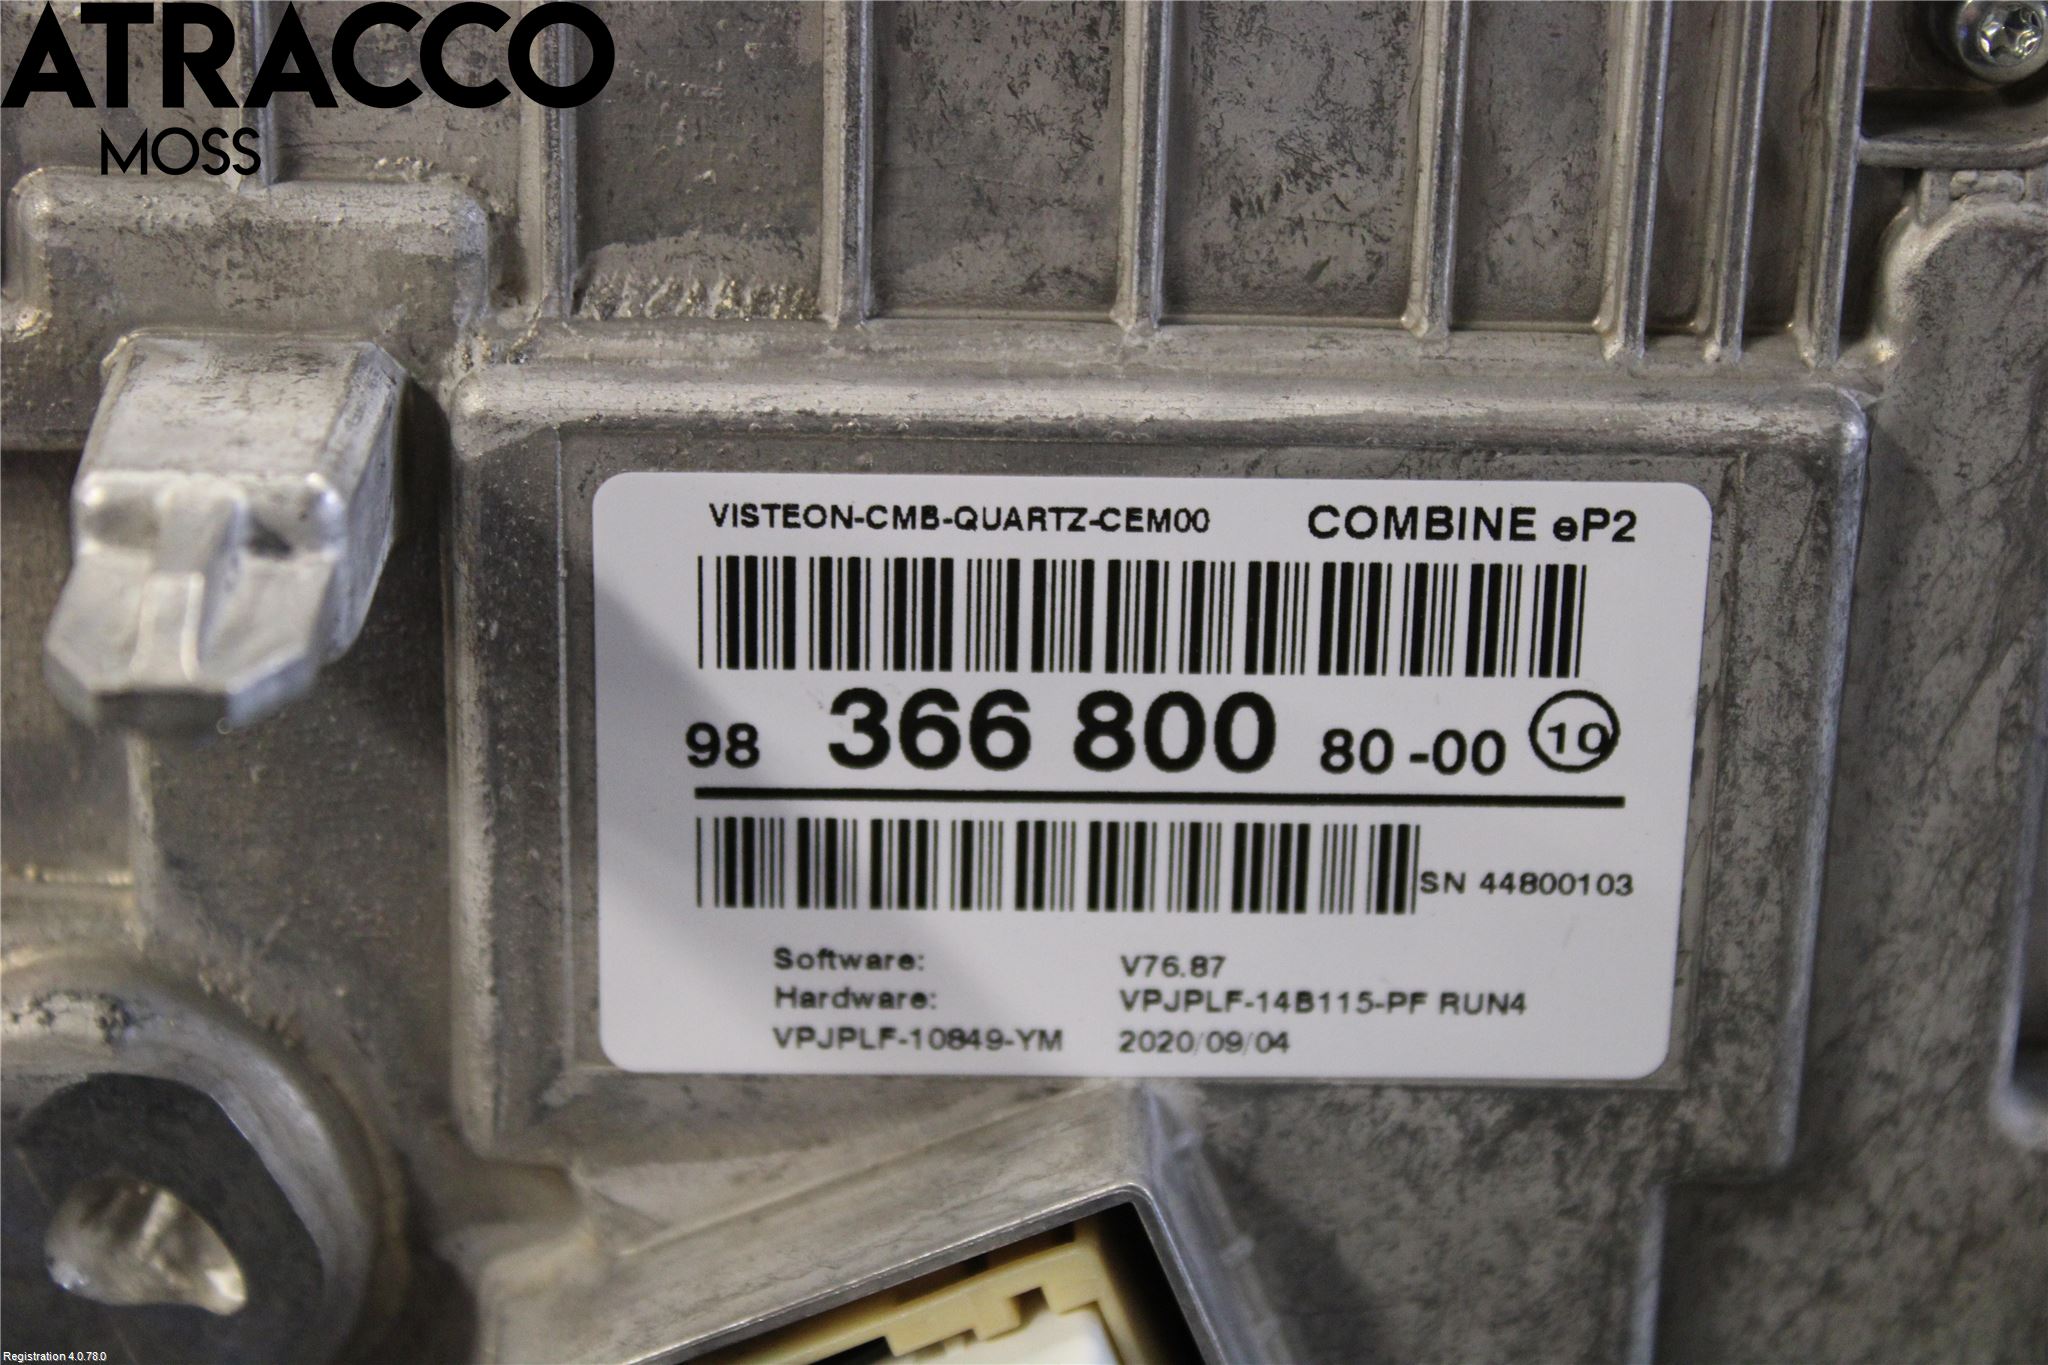 ATRACCO
MOSS
VISTEON-CMB-QUARTZ-CEM00 COMBINE eP2
98 366 800 80-00 10
SN 44800103
Software: V76.87
Hardware: VPJPLF-14B115-PF RUN4
VPJPLF-10849-YM 2020/09/04
Registration 4.0.78.0